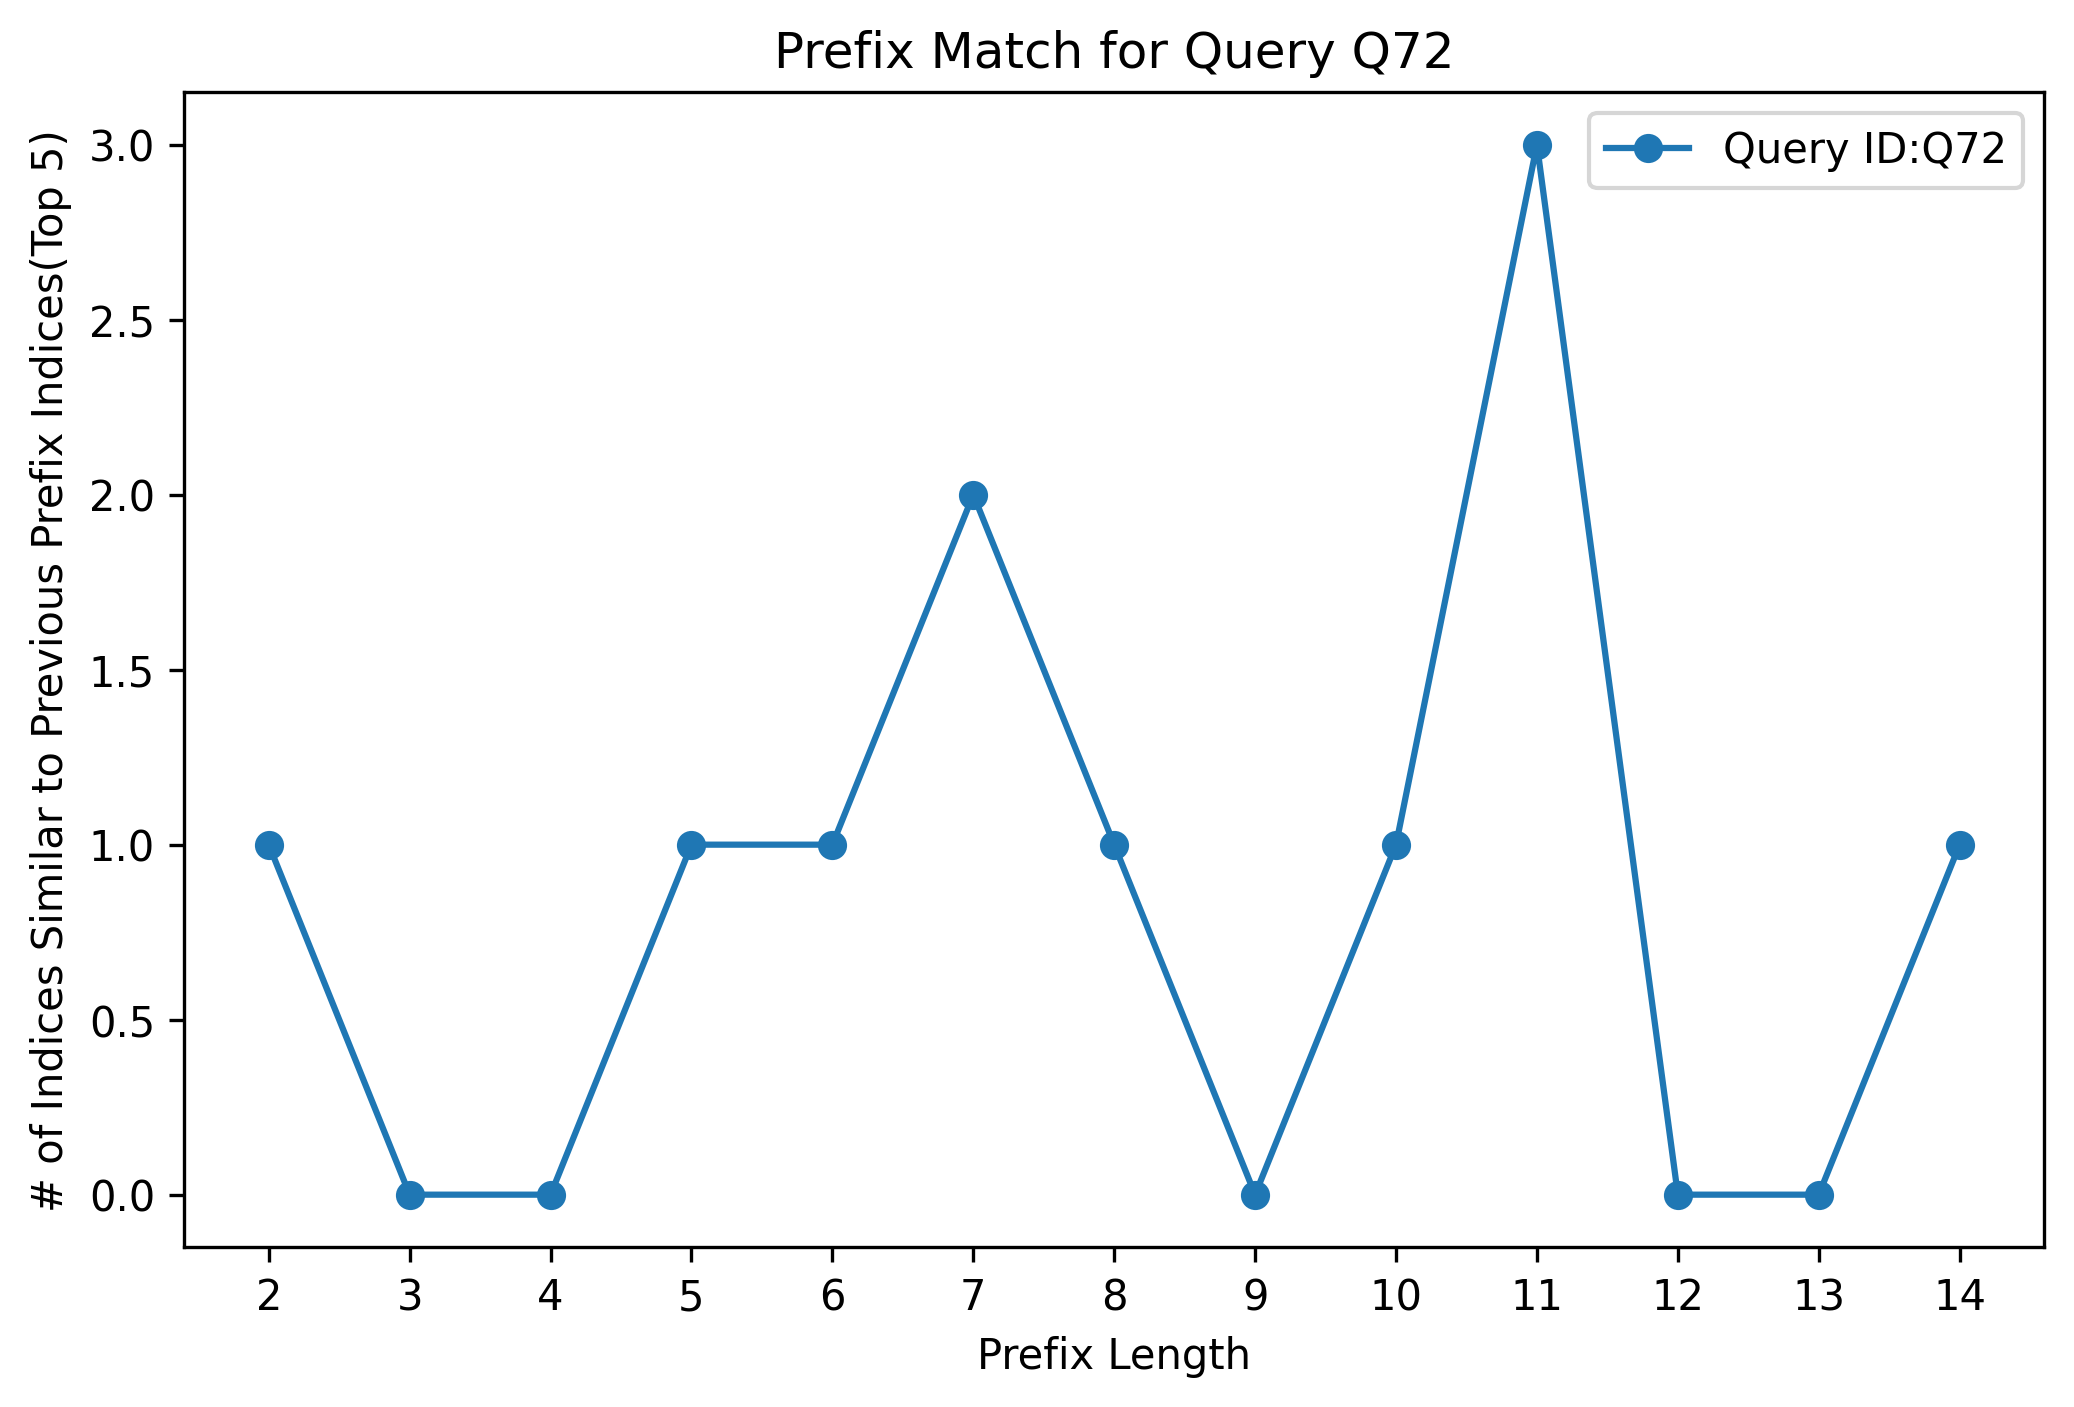 Prefix Match for Query Q72
# of Indices Similar to Previous Prefix Indices(Top 5)
3.0
2.5
2.0
1.5
1.0
0.5
0.0
Query ID:Q72
2 3 4 5 6 7 8 9 10 11 12 13 14
Prefix Length